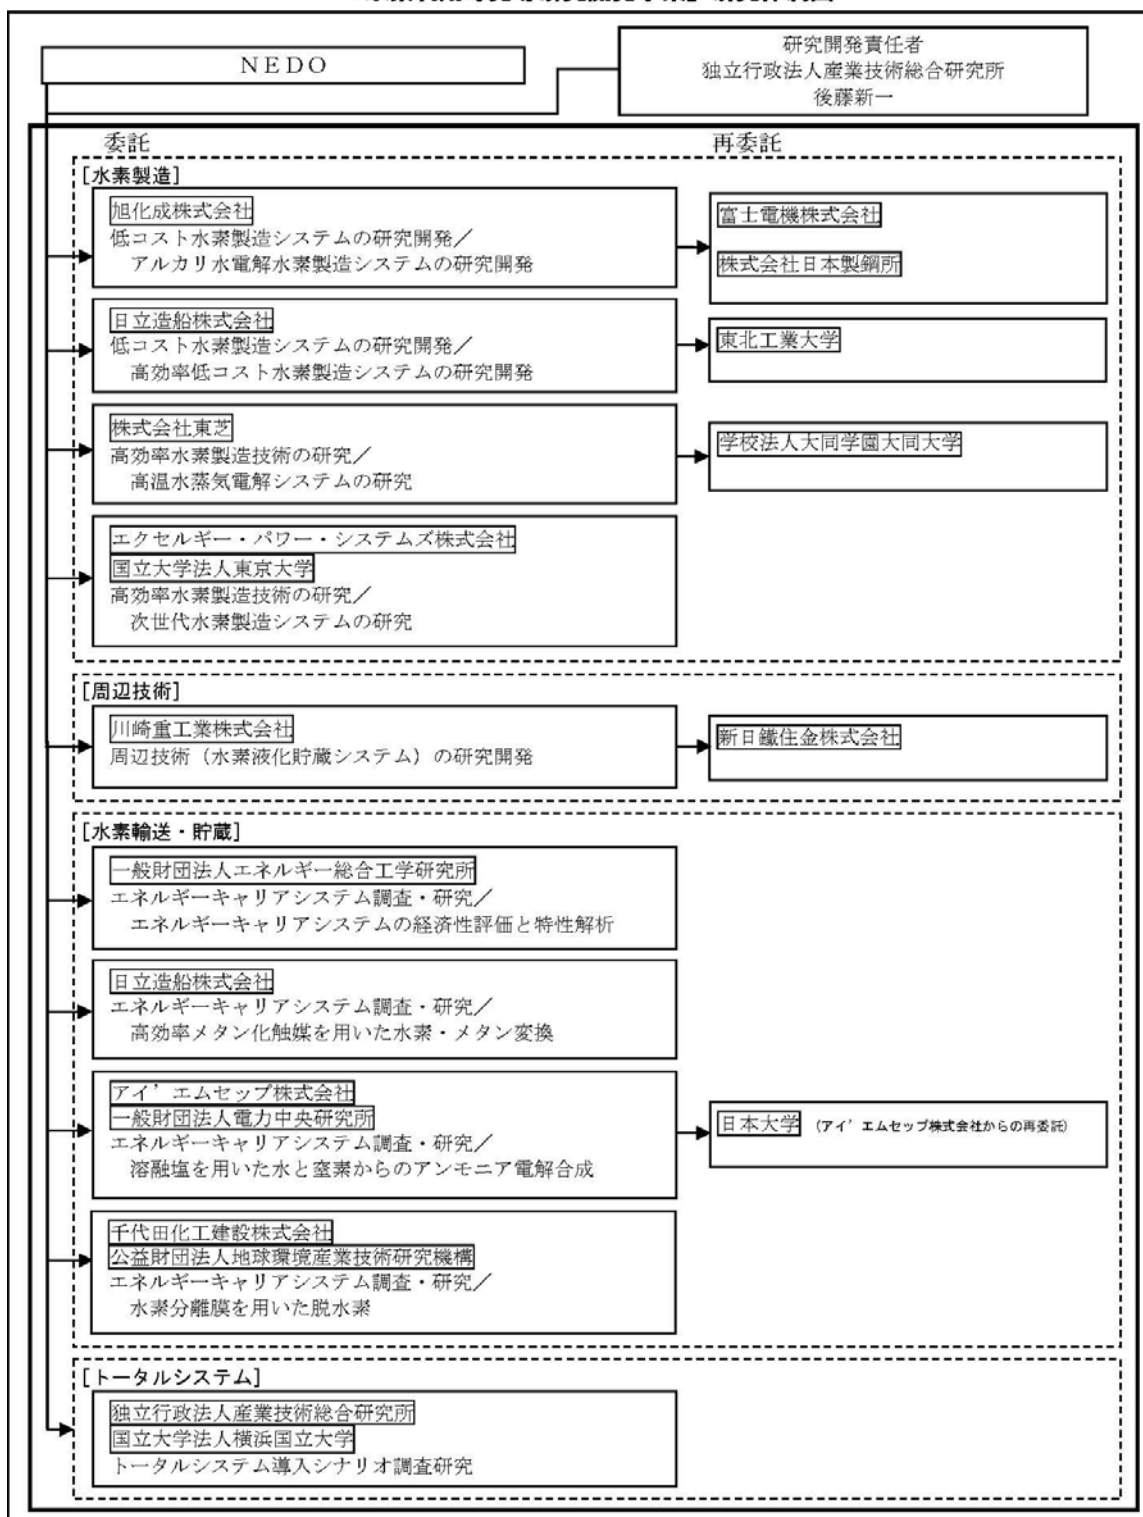 NEDO
研究開発責任者
独立行政法人産業技術総合研究所
後藤新一
委託
再委託
[水素製造]
旭化成株式会社
低コスト水素製造システムの研究開発／
アルカリ水電解水素製造システムの研究開発
富士電機株式会社
株式会社日本製鋼所
日立造船株式会社
低コスト水素製造システムの研究開発／
高効率低コスト水素製造システムの研究開発
東北工業大学
株式会社東芝
高効率水素製造技術の研究／
高温水蒸気電解システムの研究
学校法人大同学園大同大学
エクセルギー・パワー・システムズ株式会社
国立大学法人東京大学
高効率水素製造技術の研究／
次世代水素製造システムの研究
[周辺技術]
川崎重工業株式会社
周辺技術（水素液化貯蔵システム）の研究開発
新日鐵住金株式会社
[水素輸送・貯蔵]
一般財団法人エネルギー総合工学研究所
エネルギーキャリアシステム調査・研究／
エネルギーキャリアシステムの経済性評価と特性解析
日立造船株式会社
エネルギーキャリアシステム調査・研究／
高効率メタン化触媒を用いた水素・メタン変換
アイ’エムセップ株式会社
一般財団法人電力中央研究所
エネルギーキャリアシステム調査・研究／
溶融塩を用いた水と窒素からのアンモニア電解合成
日本大学 (アイ’エムセップ株式会社からの再委託)
千代田化工建設株式会社
公益財団法人地球環境産業技術研究機構
エネルギーキャリアシステム調査・研究／
水素分離膜を用いた脱水素
[トータルシステム]
独立行政法人産業技術総合研究所
国立大学法人横浜国立大学
トータルシステム導入シナリオ調査研究